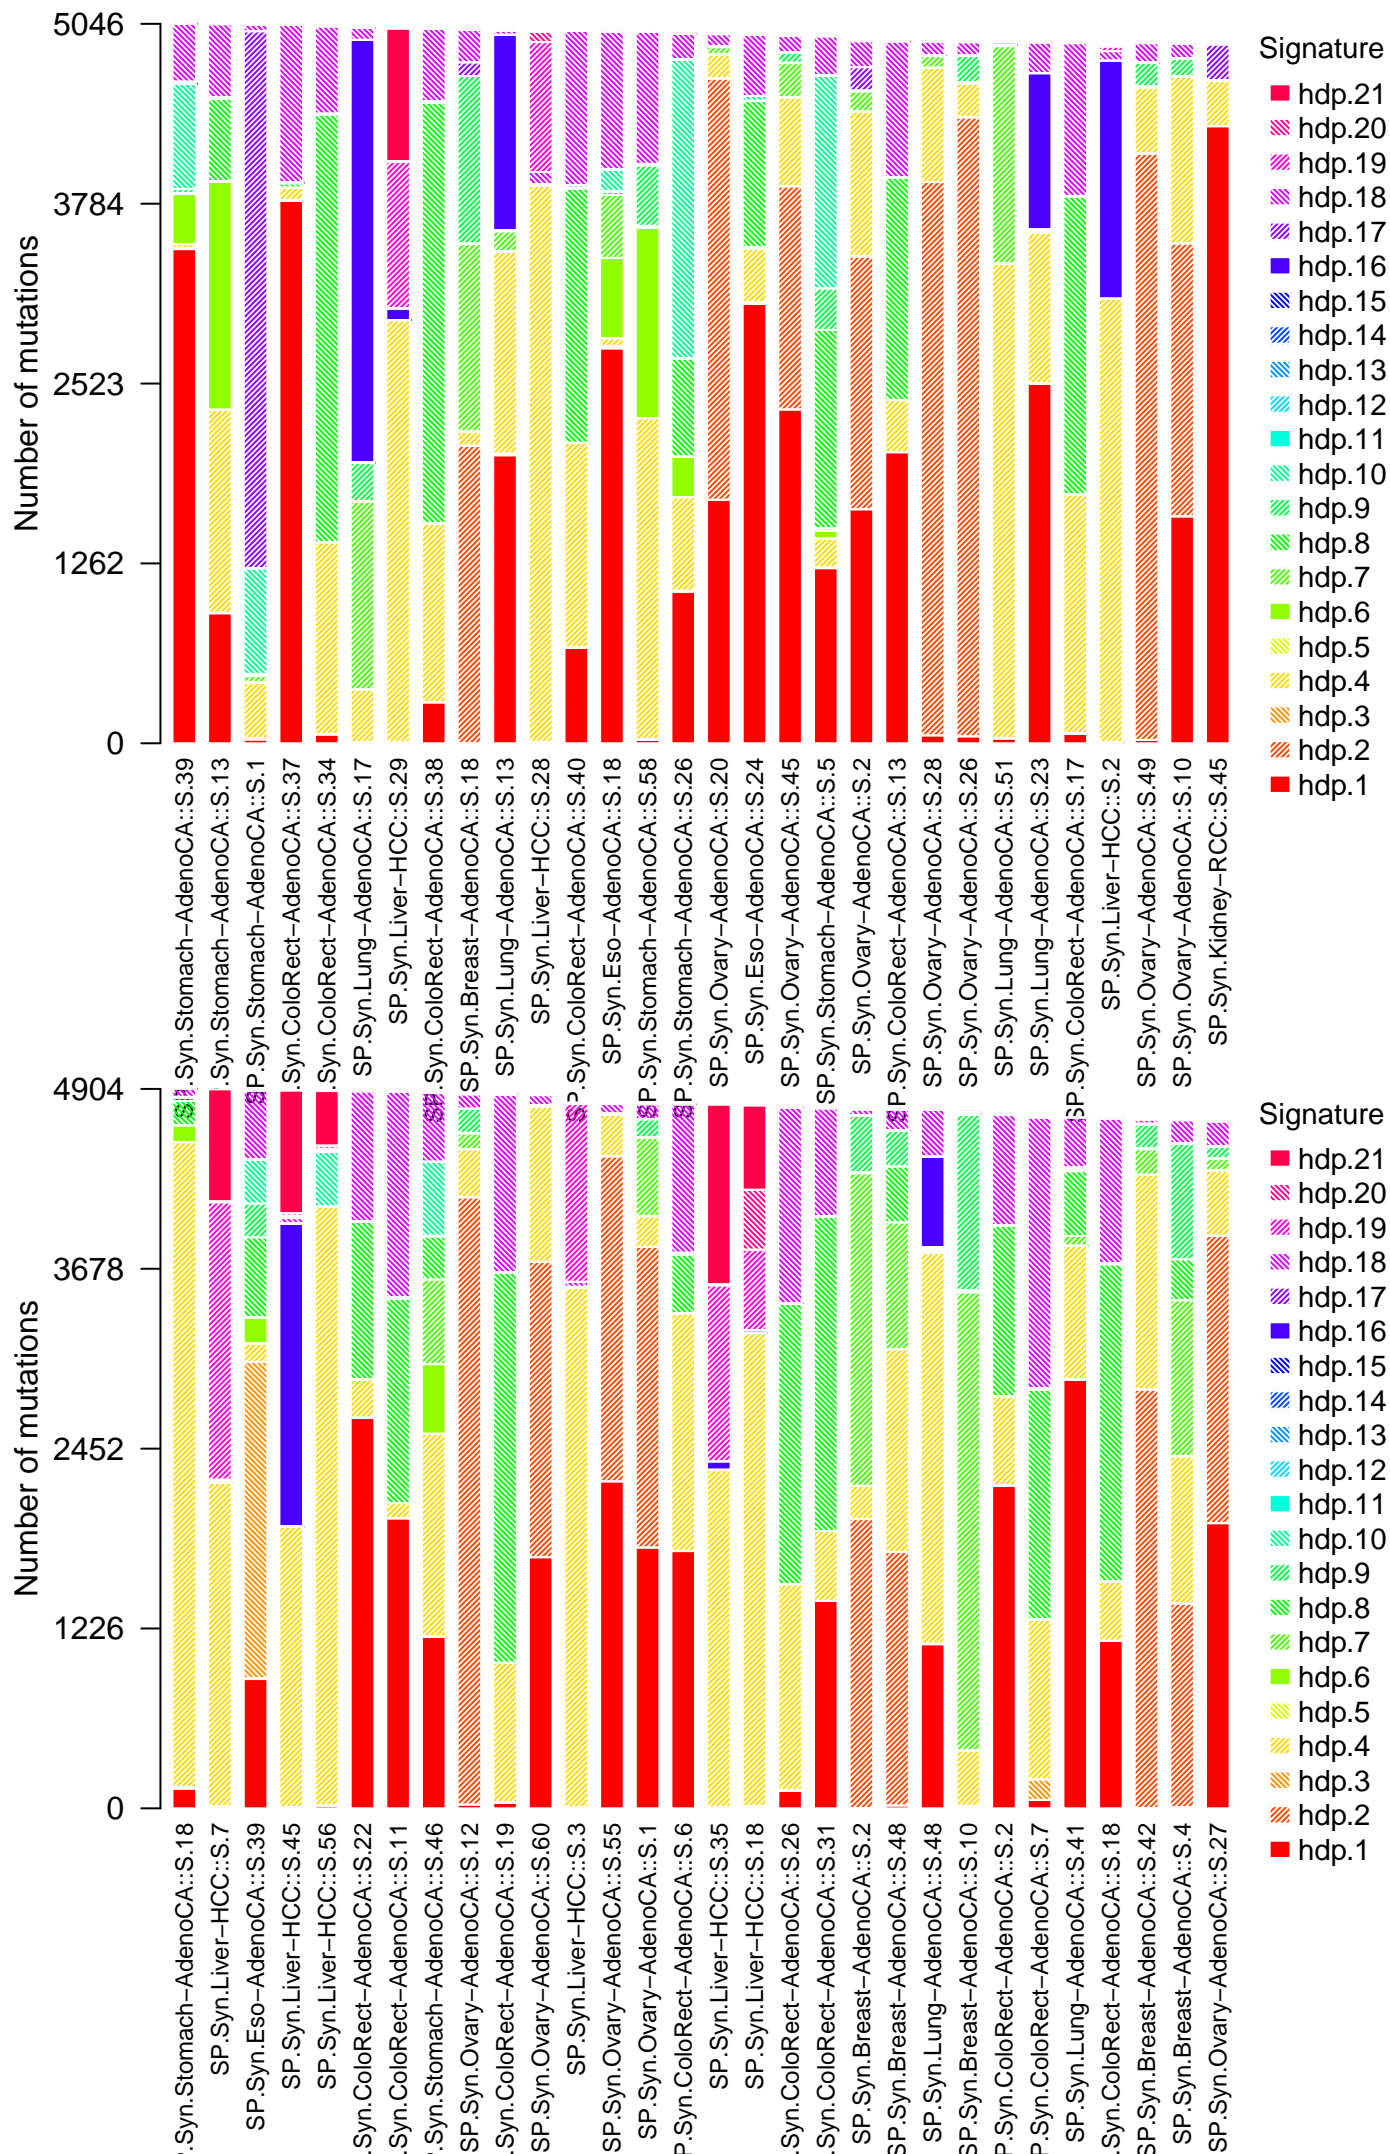 5046
3784
2523
1262
0
Number of mutations
Signature
hdp.21
hdp.20
hdp.19
hdp.18
hdp.17
hdp.16
hdp.15
hdp.14
hdp.13
hdp.12
hdp.11
hdp.10
hdp.9
hdp.8
hdp.7
hdp.6
hdp.5
hdp.4
hdp.3
hdp.2
hdp.1
SP.Syn.Stomach−AdenoCA::S.39
SP.Syn.Stomach−AdenoCA::S.13
SP.Syn.Stomach−AdenoCA::S.1
SP.Syn.ColoRect−AdenoCA::S.37
SP.Syn.ColoRect−AdenoCA::S.34
SP.Syn.Lung−AdenoCA::S.17
SP.Syn.Liver−HCC::S.29
SP.Syn.ColoRect−AdenoCA::S.38
SP.Syn.Breast−AdenoCA::S.18
SP.Syn.Lung−AdenoCA::S.13
SP.Syn.Liver−HCC::S.28
SP.Syn.ColoRect−AdenoCA::S.40
SP.Syn.Eso−AdenoCA::S.18
SP.Syn.Stomach−AdenoCA::S.58
SP.Syn.Stomach−AdenoCA::S.26
SP.Syn.Ovary−AdenoCA::S.20
SP.Syn.Eso−AdenoCA::S.24
SP.Syn.Ovary−AdenoCA::S.45
SP.Syn.Stomach−AdenoCA::S.5
SP.Syn.Ovary−AdenoCA::S.2
SP.Syn.ColoRect−AdenoCA::S.13
SP.Syn.Ovary−AdenoCA::S.28
SP.Syn.Ovary−AdenoCA::S.26
SP.Syn.Lung−AdenoCA::S.51
SP.Syn.Lung−AdenoCA::S.23
SP.Syn.ColoRect−AdenoCA::S.17
SP.Syn.Liver−HCC::S.2
SP.Syn.Ovary−AdenoCA::S.49
SP.Syn.Ovary−AdenoCA::S.10
SP.Syn.Kidney−RCC::S.45
4904
3678
2452
1226
0
Number of mutations
Signature
hdp.21
hdp.20
hdp.19
hdp.18
hdp.17
hdp.16
hdp.15
hdp.14
hdp.13
hdp.12
hdp.11
hdp.10
hdp.9
hdp.8
hdp.7
hdp.6
hdp.5
hdp.4
hdp.3
hdp.2
hdp.1
P.Syn.Stomach−AdenoCA::S.18
SP.Syn.Liver−HCC::S.7
SP.Syn.Eso−AdenoCA::S.39
SP.Syn.Liver−HCC::S.45
SP.Syn.Liver−HCC::S.56
.Syn.ColoRect−AdenoCA::S.22
.Syn.ColoRect−AdenoCA::S.11
P.Syn.Stomach−AdenoCA::S.46
SP.Syn.Ovary−AdenoCA::S.12
.Syn.ColoRect−AdenoCA::S.19
SP.Syn.Ovary−AdenoCA::S.60
SP.Syn.Liver−HCC::S.3
SP.Syn.Ovary−AdenoCA::S.55
SP.Syn.Ovary−AdenoCA::S.1
P.Syn.ColoRect−AdenoCA::S.6
SP.Syn.Liver−HCC::S.35
SP.Syn.Liver−HCC::S.18
.Syn.ColoRect−AdenoCA::S.26
.Syn.ColoRect−AdenoCA::S.31
SP.Syn.Breast−AdenoCA::S.2
SP.Syn.Breast−AdenoCA::S.48
SP.Syn.Lung−AdenoCA::S.48
SP.Syn.Breast−AdenoCA::S.10
P.Syn.ColoRect−AdenoCA::S.2
P.Syn.ColoRect−AdenoCA::S.7
SP.Syn.Lung−AdenoCA::S.41
.Syn.ColoRect−AdenoCA::S.18
SP.Syn.Breast−AdenoCA::S.42
SP.Syn.Breast−AdenoCA::S.4
SP.Syn.Ovary−AdenoCA::S.27